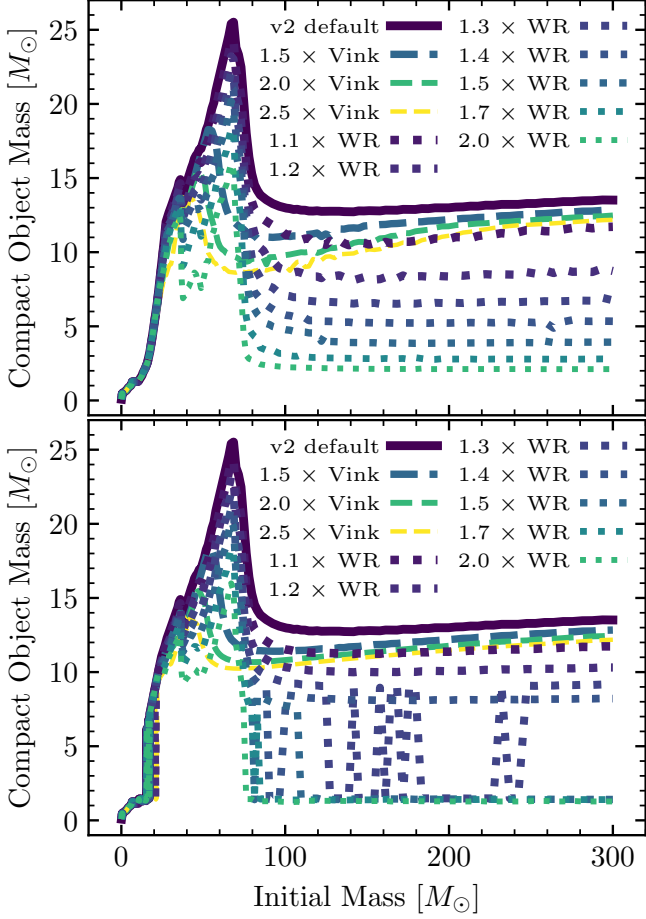 Compact Object Mass [M⊙]
25
20
15
10
5
0
v2 default
1.5 × Vink
2.0 × Vink
2.5 × Vink
1.1 × WR
1.2 × WR
1.3 × WR
1.4 × WR
1.5 × WR
1.7 × WR
2.0 × WR
Compact Object Mass [M⊙]
25
20
15
10
5
0
v2 default
1.5 × Vink
2.0 × Vink
2.5 × Vink
1.1 × WR
1.2 × WR
1.3 × WR
1.4 × WR
1.5 × WR
1.7 × WR
2.0 × WR
0 100 200 300
Initial Mass [M⊙]